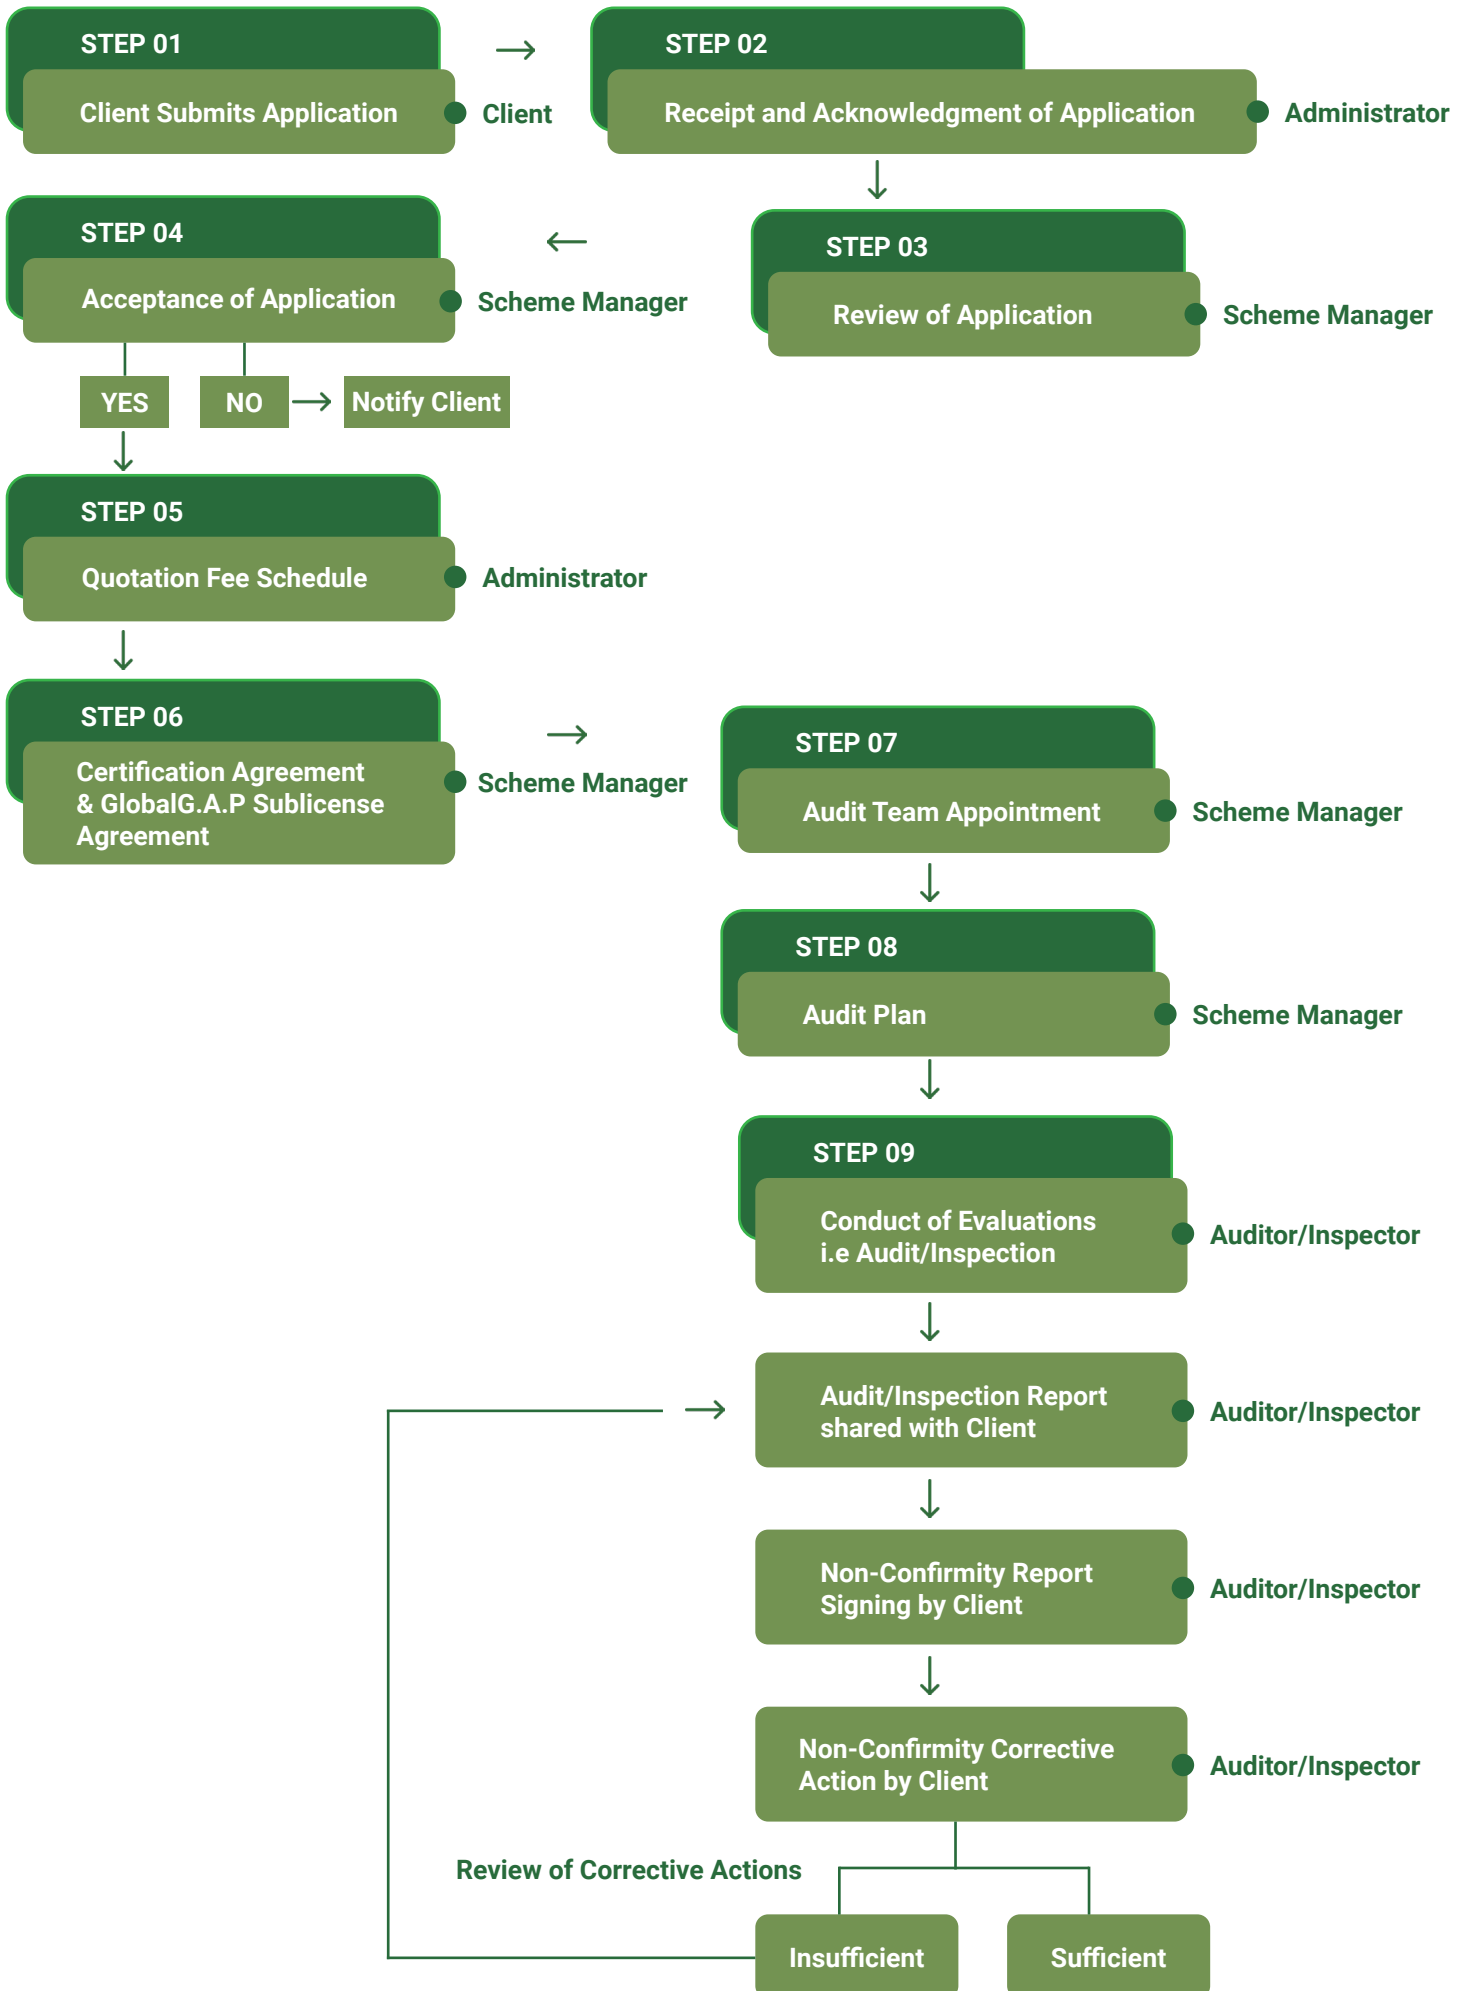 STEP 01
Client Submits Application
Client
STEP 02
Receipt and Acknowledgment of Application
Administrator
STEP 03
Review of Application
Scheme Manager
STEP 04
Acceptance of Application
Scheme Manager
YES
NO
Notify Client
STEP 05
Quotation Fee Schedule
Administrator
STEP 06
Certification Agreement
& GlobalG.A.P Sublicense
Agreement
Scheme Manager
STEP 07
Audit Team Appointment
Scheme Manager
STEP 08
Audit Plan
Scheme Manager
STEP 09
Conduct of Evaluations
i.e Audit/Inspection
Auditor/Inspector
Audit/Inspection Report
shared with Client
Auditor/Inspector
Non-Confirmity Report
Signing by Client
Auditor/Inspector
Non-Confirmity Corrective
Action by Client
Auditor/Inspector
Review of Corrective Actions
Insufficient
Sufficient